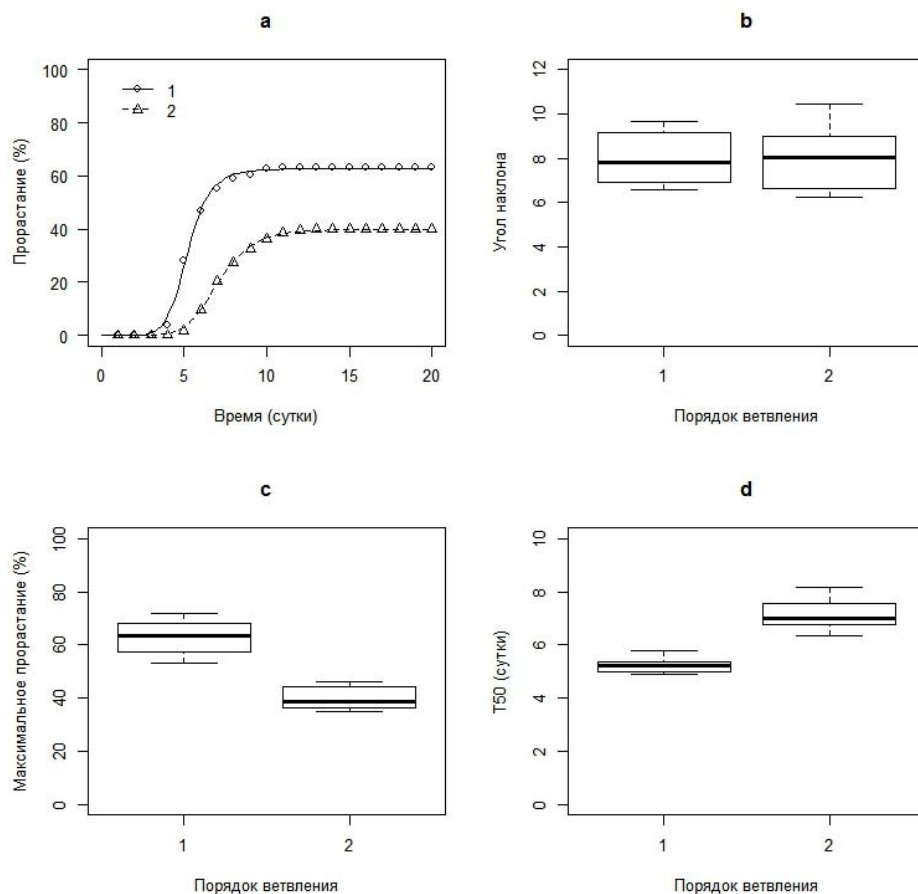 a
100
80
60
40
20
0
Прорастание (%)
1
2
0 5 10 15 20
Время (сутки)
b
12
10
8
6
4
2
0
Угол наклона
1 2
Порядок ветвления
c
100
80
60
40
20
0
Максимальное прорастание (%)
1 2
Порядок ветвления
d
10
8
6
4
2
0
T50 (сутки)
1 2
Порядок ветвления